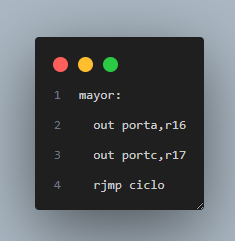 1 mayor:
2   out porta,r16
3   out portc,r17
4   rjmp ciclo